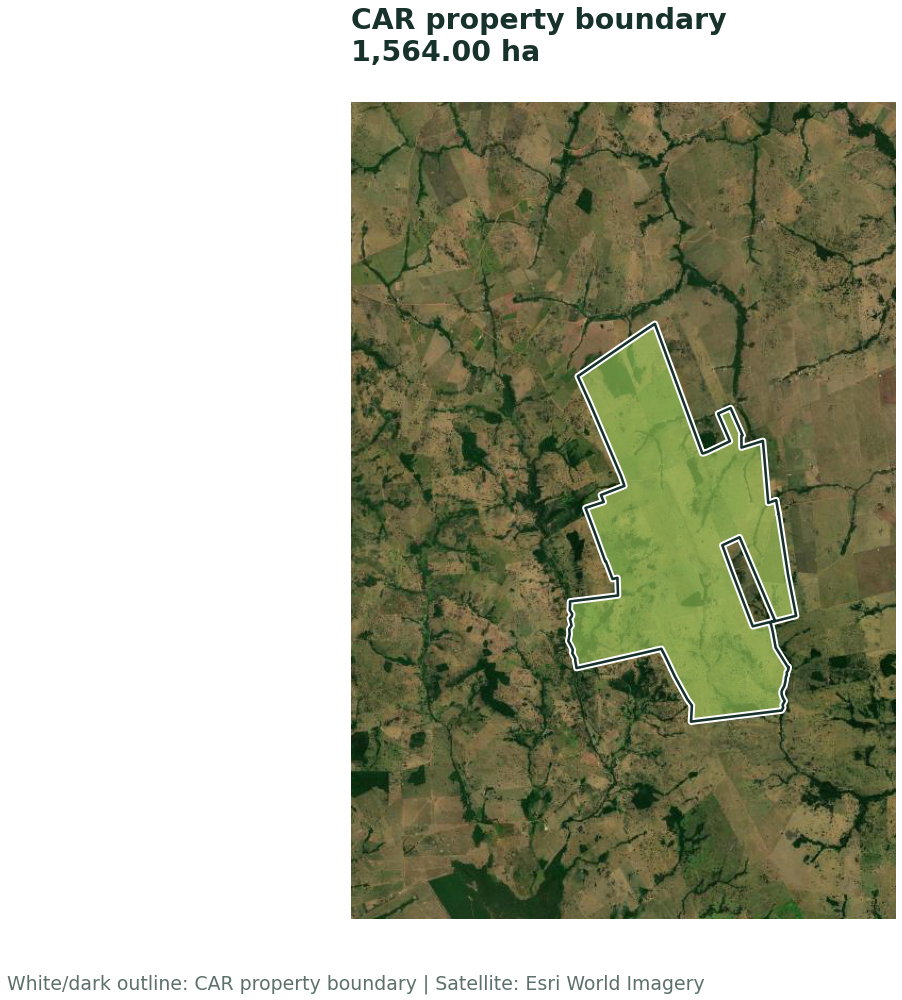 CAR property boundary
1,564.00 ha
White/dark outline: CAR property boundary | Satellite: Esri World Imagery